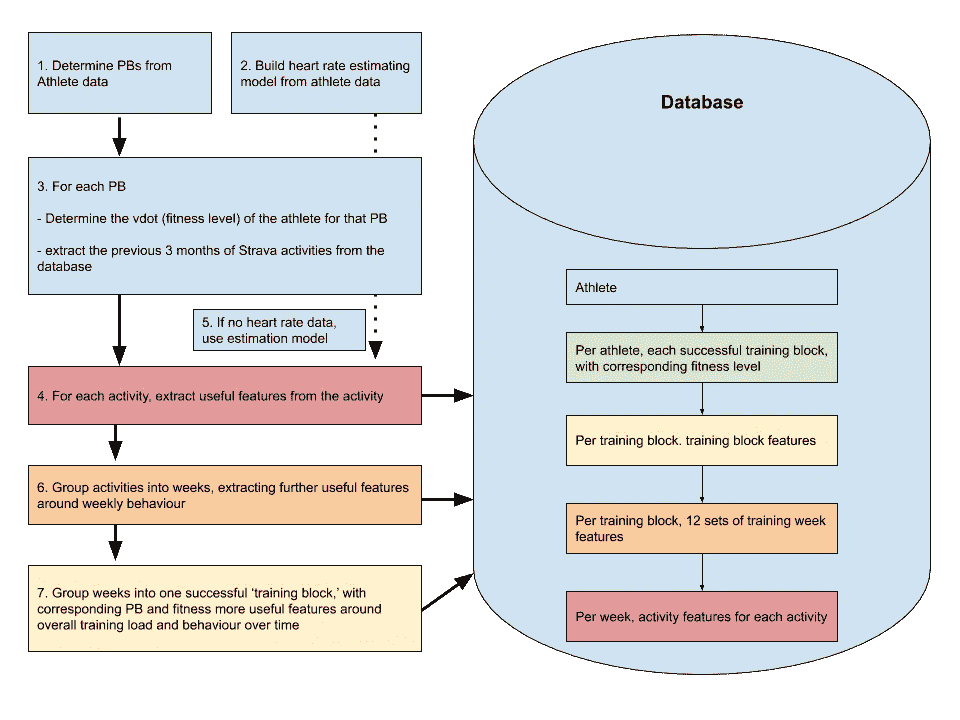 1. Determine PBs from
Athlete data
2. Build heart rate estimating
model from athlete data
3. For each PB
- Determine the vdot (fitness level) of the athlete for that PB
- extract the previous 3 months of Strava activities from the
database
5. If no heart rate data,
use estimation model
4. For each activity, extract useful features from the activity
6. Group activities into weeks, extracting further useful features
around weekly behaviour
7. Group weeks into one successful ‘training block,’ with
corresponding PB and fitness more useful features around
overall training load and behaviour over time
Database
Athlete
Per athlete, each successful training block,
with corresponding fitness level
Per training block. training block features
Per training block, 12 sets of training week
features
Per week, activity features for each activity